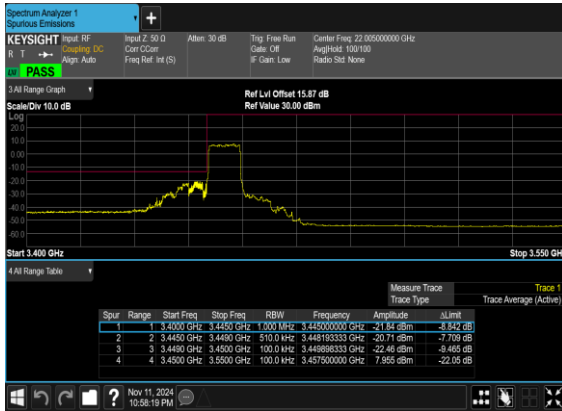 Spectrum Analyzer 1
Spurious Emissions
KEYSIGHT Input: RF Input Z: 50 Ω Atten: 30 dB Trig: Free Run Center Freq: 22.005000000 GHz
R T Coupling: DC Corr CCorr Gate: Off Avg|Hold: 100/100
Align: Auto Freq Ref: Int (S) IF Gain: Low Radio Std: None
PASS
3 All Range Graph
Ref Lvl Offset 15.87 dB
Scale/Div 10.0 dB Ref Value 30.00 dBm
Log
20.0
10.0
0.00
-10.0
-20.0
-30.0
-40.0
-50.0
-60.0
Start 3.400 GHz Stop 3.550 GHz
4 All Range Table
Measure Trace Trace 1
Trace Type Trace Average (Active)
Spur Range Start Freq Stop Freq RBW Frequency Amplitude ΔLimit
1 1 3.4000 GHz 3.4450 GHz 1.000 MHz 3.445000000 GHz -21.84 dBm -8.842 dB
2 2 3.4450 GHz 3.4490 GHz 510.0 kHz 3.448193333 GHz -20.71 dBm -7.709 dB
3 3 3.4490 GHz 3.4500 GHz 100.0 kHz 3.449898333 GHz -22.46 dBm -9.465 dB
4 4 3.4500 GHz 3.5500 GHz 100.0 kHz 3.457500000 GHz 7.955 dBm -22.05 dB
Nov 11, 2024
10:58:19 PM